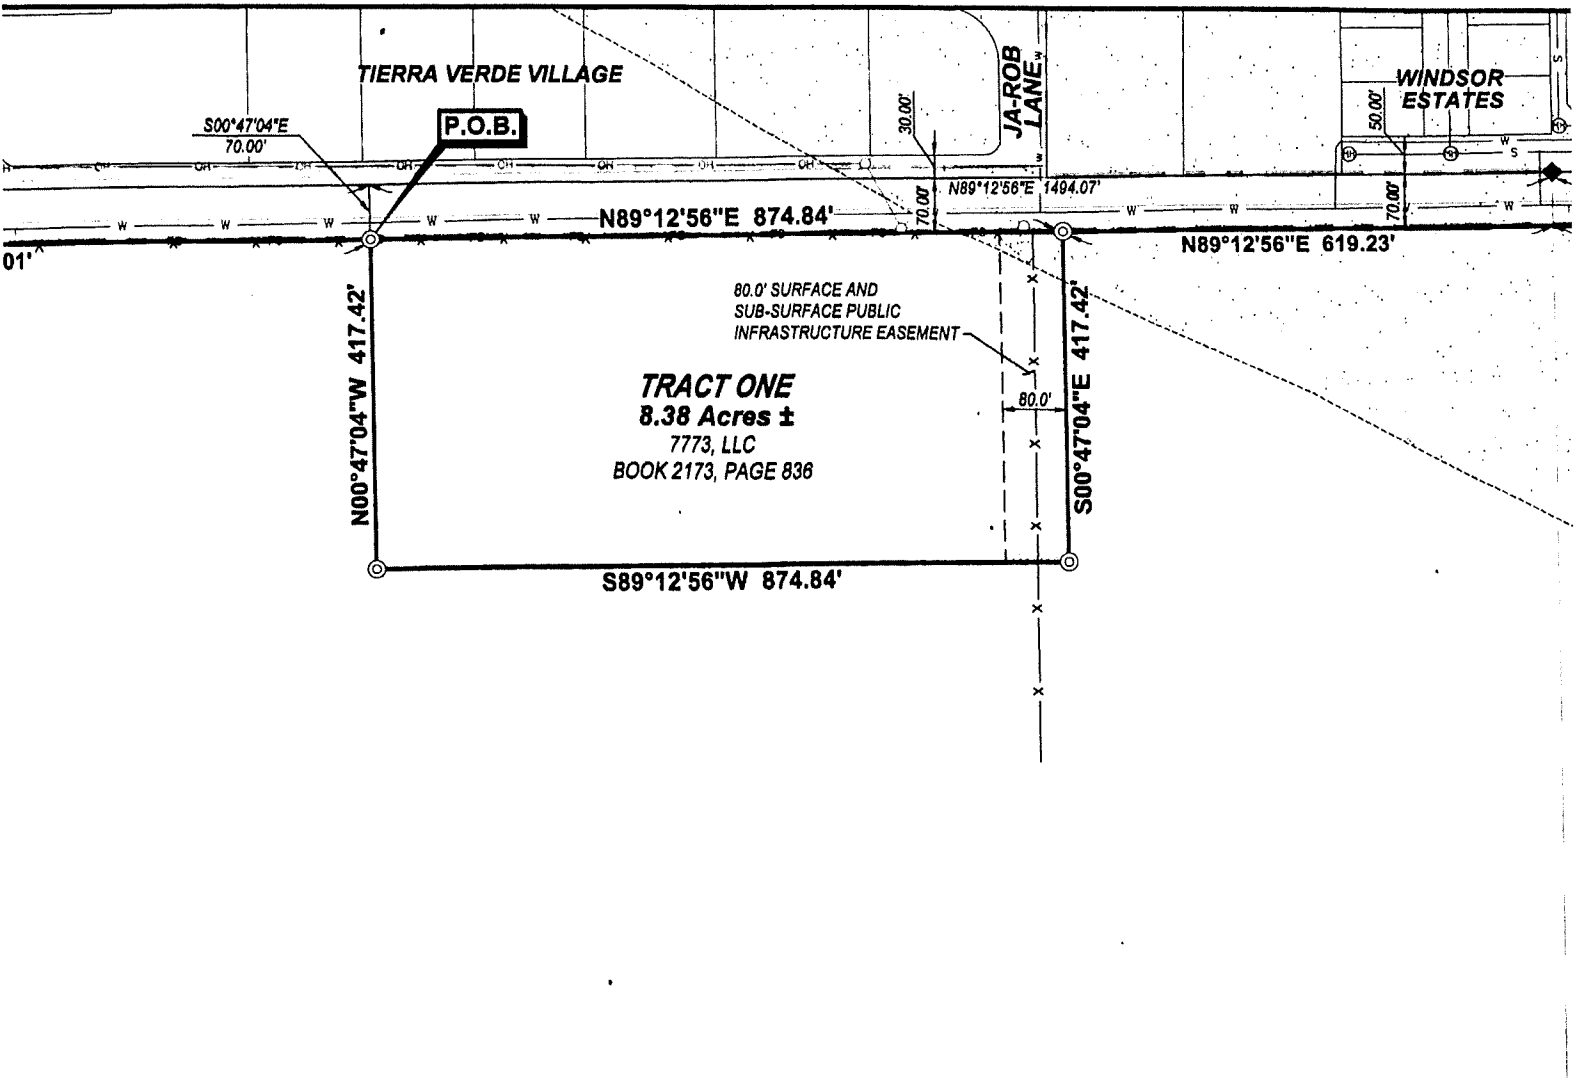 TIERRA VERDE VILLAGE
JA-ROB
LANE
WINDSOR
ESTATES
S00°47'04"E
70.00'
P.O.B.
30.00'
50.00'
N89°12'56"E 1494.07'
70.00'
70.00'
N89°12'56"E 874.84'
N89°12'56"E 619.23'
01'
80.0' SURFACE AND
SUB-SURFACE PUBLIC
INFRASTRUCTURE EASEMENT
N00°47'04"W 417.42'
S00°47'04"E 417.42'
80.0'
TRACT ONE
8.38 Acres ±
7773, LLC
BOOK 2173, PAGE 836
S89°12'56"W 874.84'